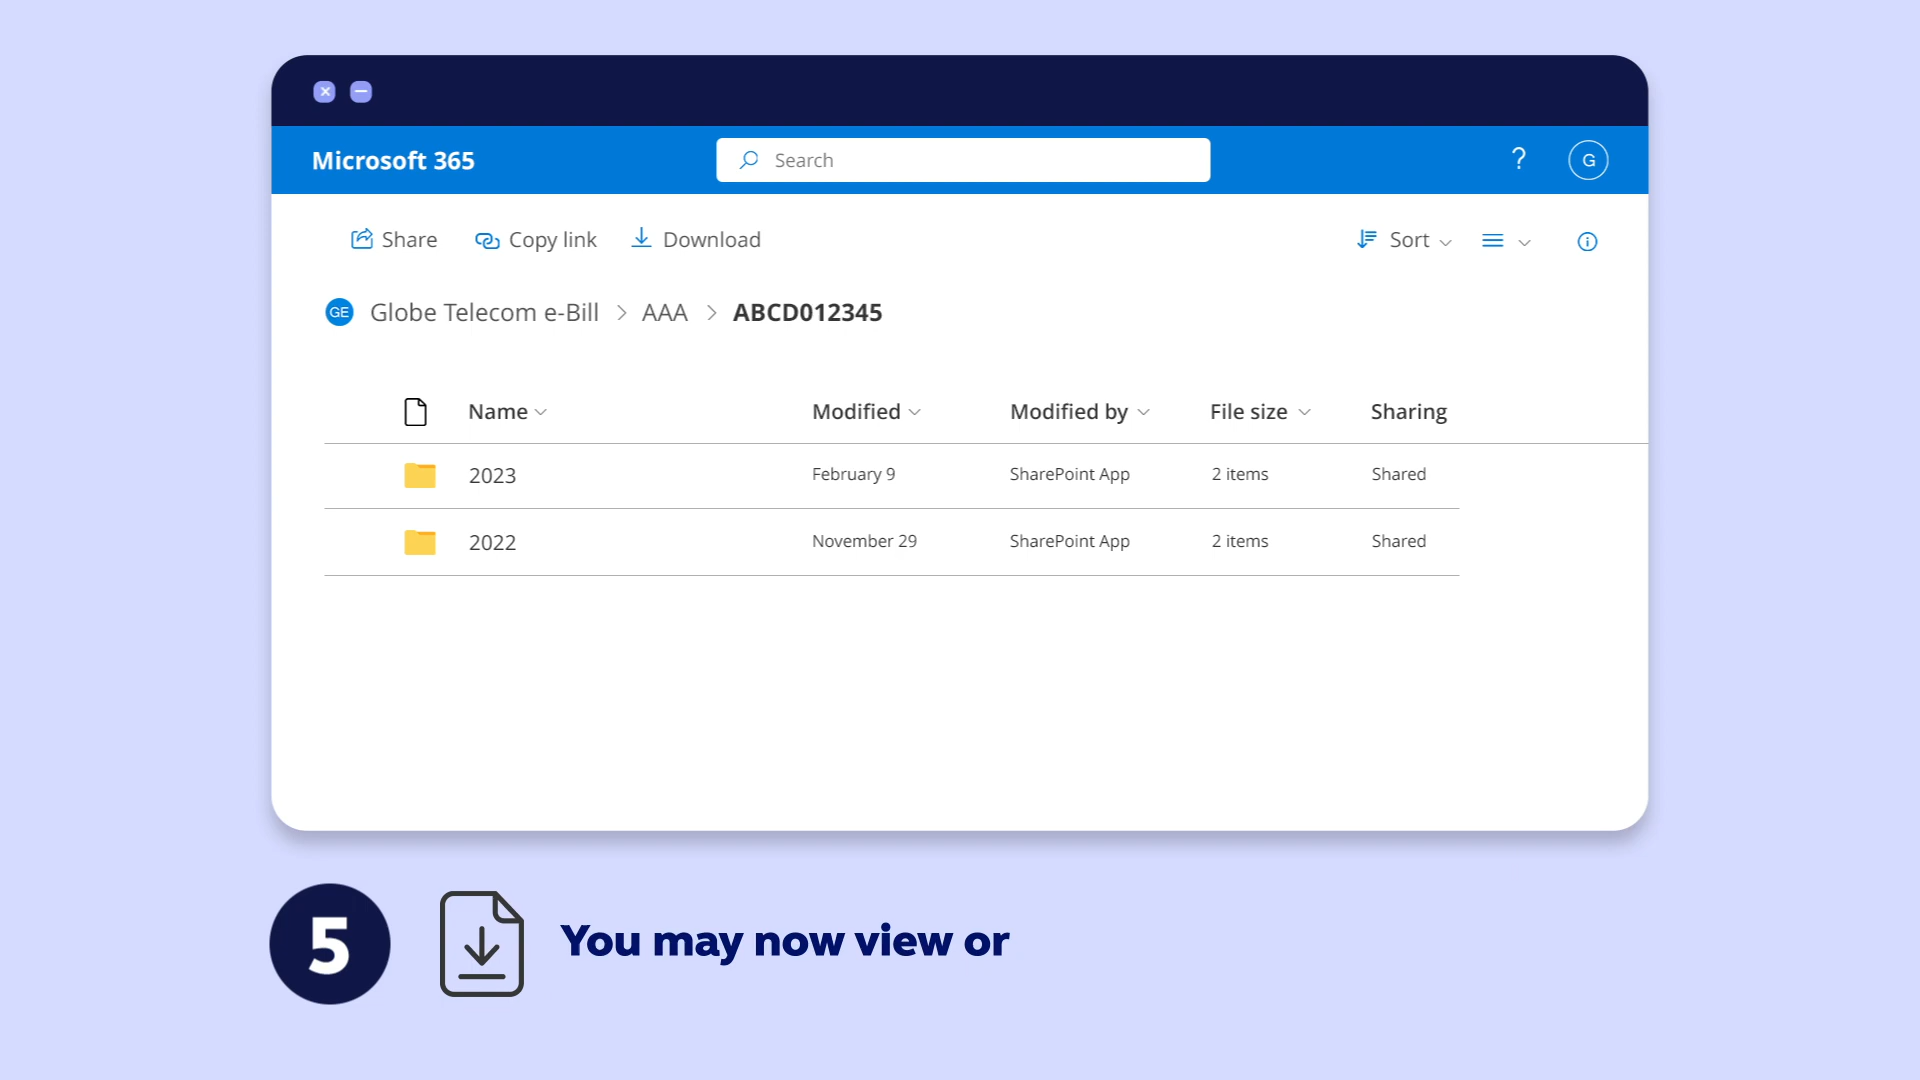 Microsoft 365
Search
?
G
Share
Copy link
Download
Sort
GE
Globe Telecom e-Bill > AAA > ABCD012345
Name
Modified
Modified by
File size
Sharing
2023
February 9
SharePoint App
2 items
Shared
2022
November 29
SharePoint App
2 items
Shared
5
You may now view or